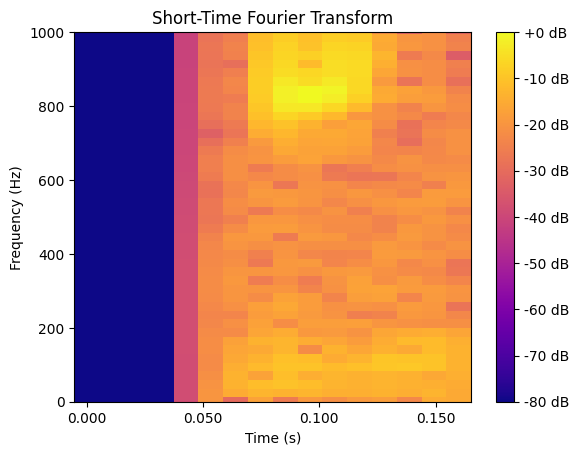 Short-Time Fourier Transform
1000
800
600
400
200
0
Frequency (Hz)
0.000
0.050
0.100
0.150
Time (s)
+0 dB
-10 dB
-20 dB
-30 dB
-40 dB
-50 dB
-60 dB
-70 dB
-80 dB